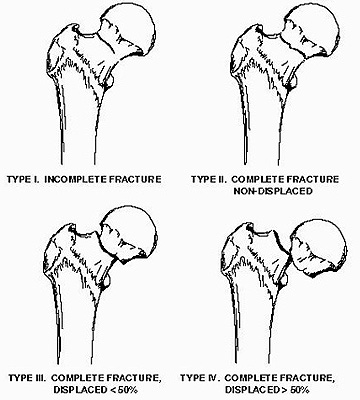 TYPE I. INCOMPLETE FRACTURE
TYPE II. COMPLETE FRACTURE
NON-DISPLACED
TYPE III. COMPLETE FRACTURE,
DISPLACED < 50%
TYPE IV. COMPLETE FRACTURE,
DISPLACED > 50%